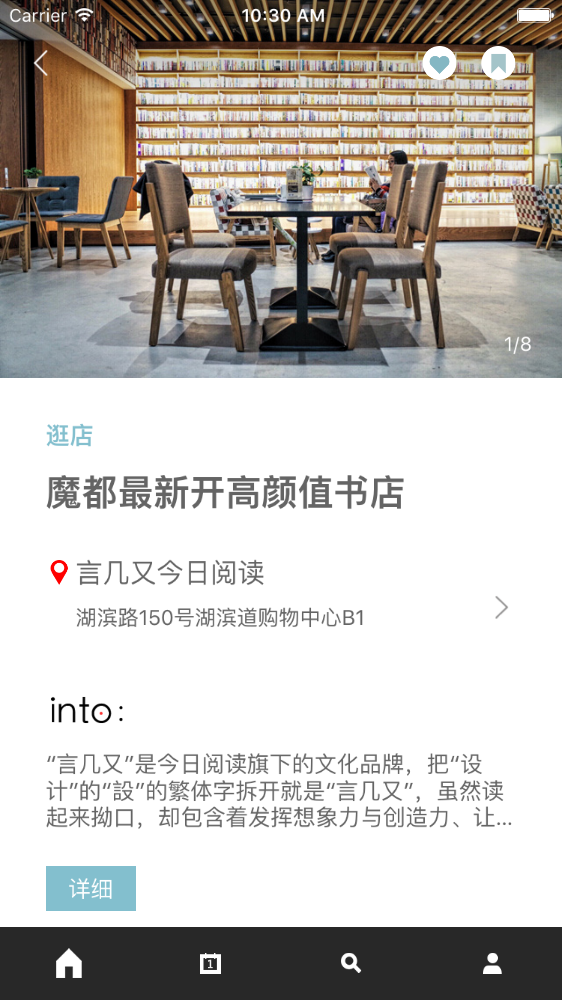 Carrier 10:30 AM
1/8
逛店
魔都最新开高颜值书店
言几又今日阅读
湖滨路150号湖滨道购物中心B1
into:
“言几又”是今日阅读旗下的文化品牌，把“设
计”的“設”的繁体字拆开就是“言几又”，虽然读
起来拗口，却包含着发挥想象力与创造力、让...
详细
1